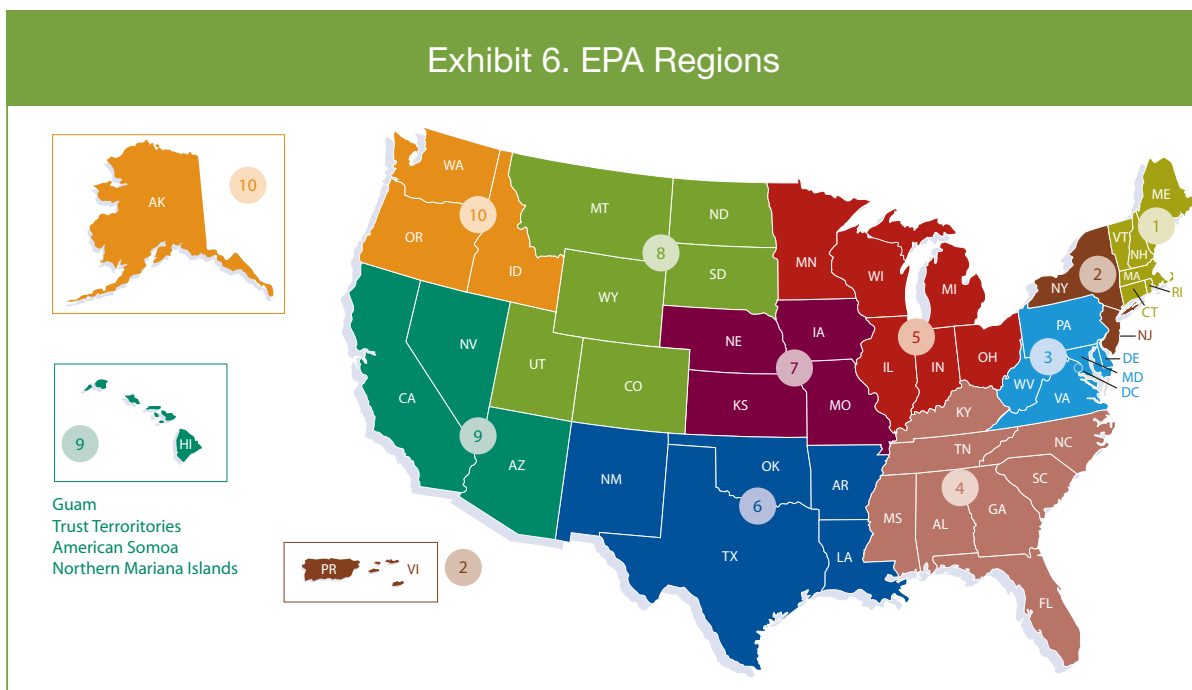 Exhibit 6. EPA Regions
AK
10
WA
OR
ID
10
MT
ND
SD
WY
UT
CO
8
MN
WI
MI
IL
IN
OH
5
ME
VT
NH
MA
RI
CT
1
NY
NJ
2
PA
WV
VA
DE
MD
DC
3
NE
IA
KS
MO
7
CA
NV
AZ
9
HI
9
Guam
Trust Terroritories
American Somoa
Northern Mariana Islands
NM
OK
AR
TX
LA
6
KY
TN
NC
SC
MS
AL
GA
FL
4
PR
VI
2